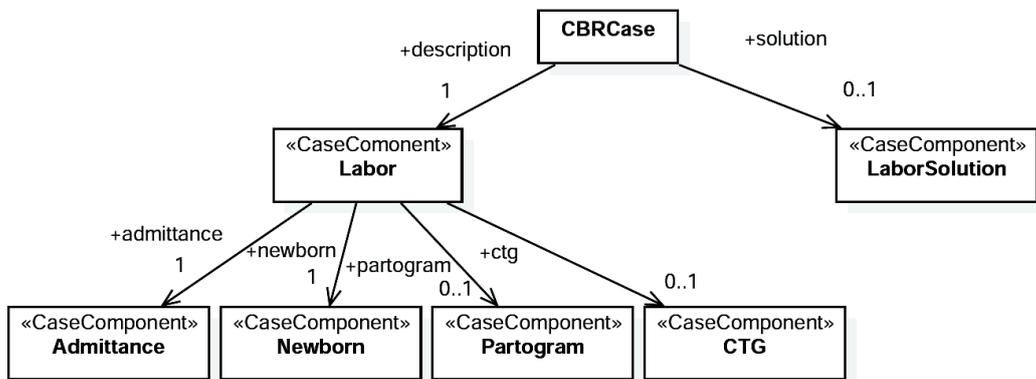 CBRCase
+description
+solution
1
0..1
«CaseComonent»
Labor
«CaseComponent»
LaborSolution
+admittance
+newborn
+partogram
+ctg
1
1
0..1
0..1
«CaseComponent»
Admittance
«CaseComponent»
Newborn
«CaseComponent»
Partogram
«CaseComponent»
CTG